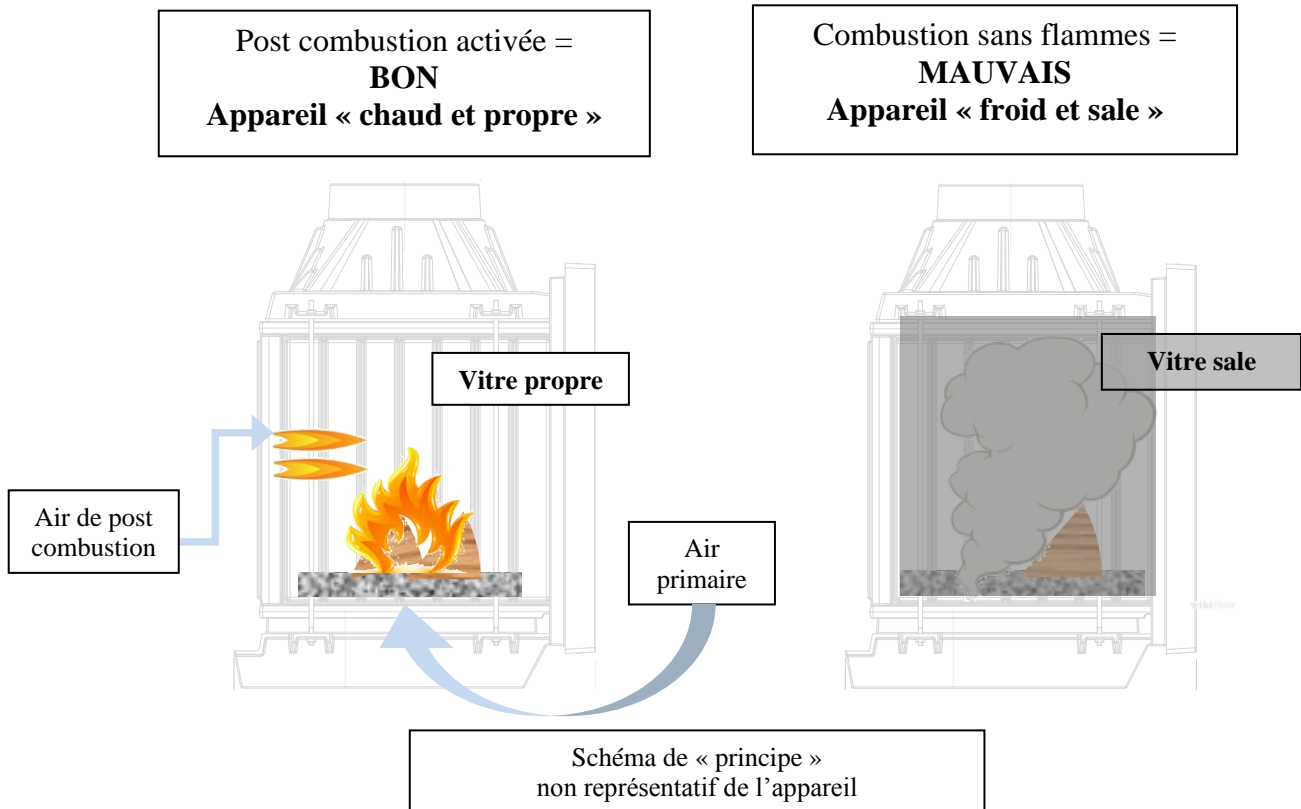 Post combustion activée =
BON
Appareil « chaud et propre »
Combustion sans flammes =
MAUVAIS
Appareil « froid et sale »
Vitre propre
Vitre sale
Air de post
combustion
Air
primaire
wikiHow
Schéma de « principe »
non représentatif de l’appareil